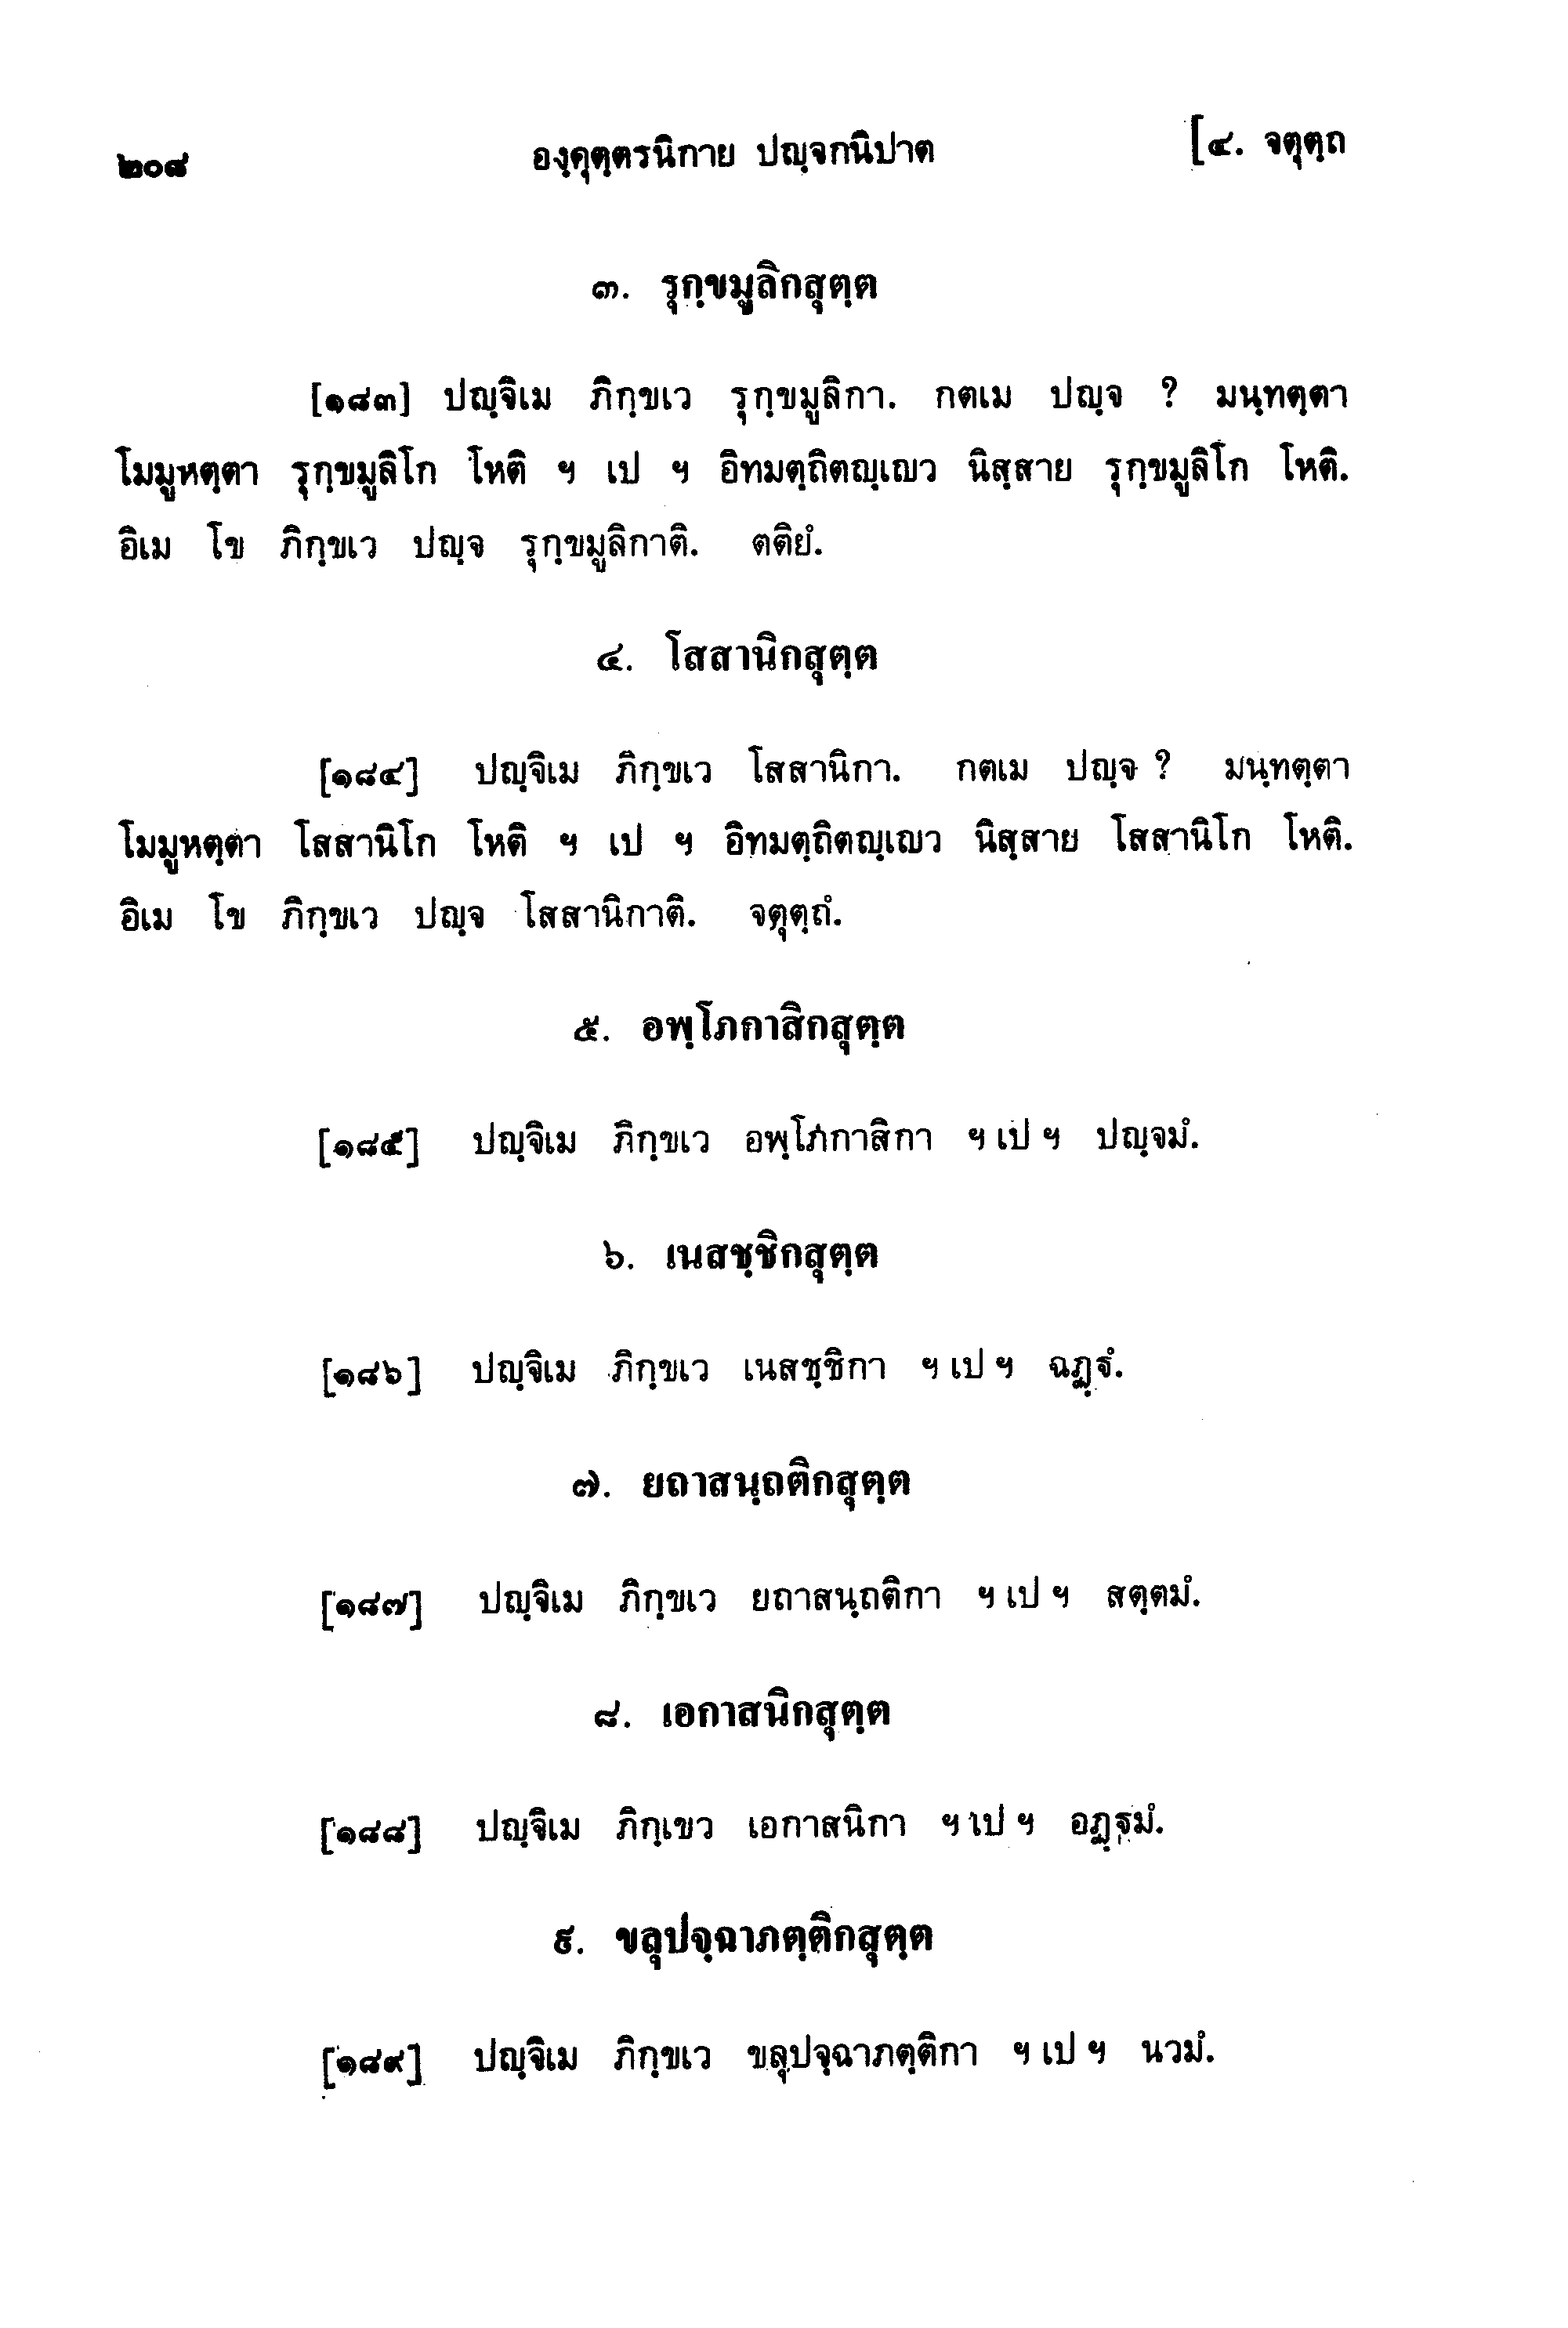 ๒๐๘ องฺคุตฺตรนิกาย ปญฺจกนิปาต [๔. จตุตฺถ
๓. รุกฺขมูลิกสุตฺต
[๑๘๓] ปญฺจิเม ภิกฺขเว รุกฺขมูลิกา. กตเม ปญฺจ ? มนฺทตฺตา
โมมูหตฺตา รุกฺขมูลิโก โหติ ฯ เป ฯ อิทมตฺถิตญฺเญว นิสฺสาย รุกฺขมูลิโก โหติ.
อิเม โข ภิกฺขเว ปญฺจ รุกฺขมูลิกาติ. ตติยํ.
๔. โสสานิกสุตฺต
[๑๘๔] ปญฺจิเม ภิกฺขเว โสสานิกา. กตเม ปญฺจ ? มนฺทตฺตา
โมมูหตฺตา โสสานิโก โหติ ฯ เป ฯ อิทมตฺถิตญฺเญว นิสฺสาย โสสานิโก โหติ.
อิเม โข ภิกฺขเว ปญฺจ โสสานิกาติ. จตุตฺถํ.
๕. อพฺโภกาสิกสุตฺต
[๑๘๕] ปญฺจิเม ภิกฺขเว อพฺโภกาสิกา ฯ เป ฯ ปญฺจมํ.
๖. เนสชฺชิกสุตฺต
[๑๘๖] ปญฺจิเม ภิกฺขเว เนสชฺชิกา ฯ เป ฯ ฉฏฺฐํ.
๗. ยถาสนฺถติกสุตฺต
[๑๘๗] ปญฺจิเม ภิกฺขเว ยถาสนฺถติกา ฯ เป ฯ สตฺตมํ.
๘. เอกาสนิกสุตฺต
[๑๘๘] ปญฺจิเม ภิกฺเขว เอกาสนิกา ฯ เป ฯ อฏฺฐมํ.
๙. ขลุปจฺฉาภตฺติกสุตฺต
[๑๘๙] ปญฺจิเม ภิกฺขเว ขลุปจฺฉาภตฺติกา ฯ เป ฯ นวมํ.